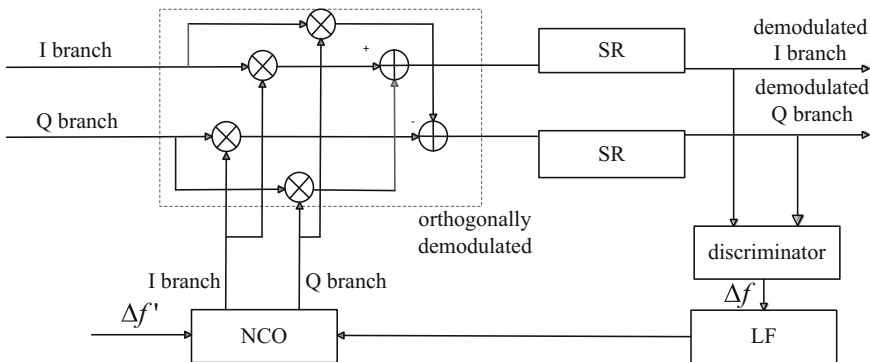 I branch
Q branch
+
-
SR
SR
demodulated
I branch
demodulated
Q branch
orthogonally
demodulated
I branch
Q branch
discriminator
Δf
Δf '
NCO
LF